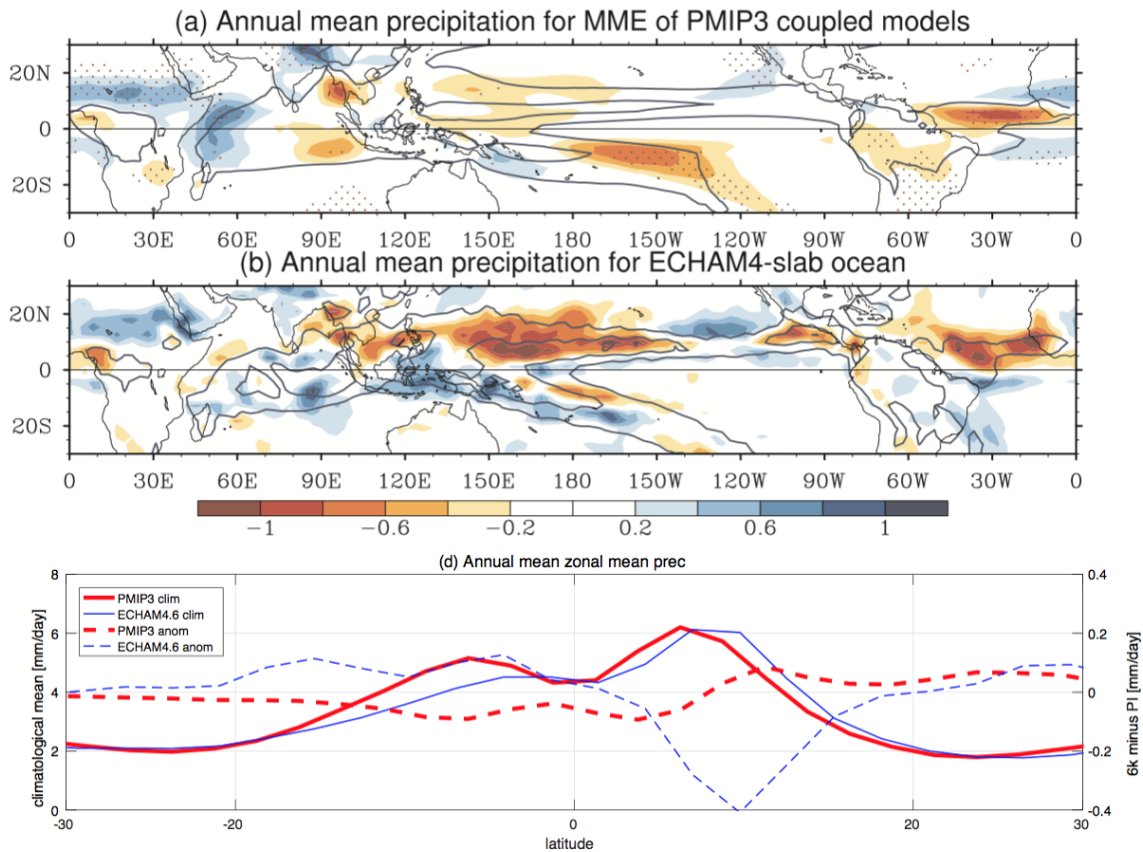 (a) Annual mean precipitation for MME of PMIP3 coupled models
20N
0
20S
0 30E 60E 90E 120E 150E 180 150W 120W 90W 60W 30W 0
(b) Annual mean precipitation for ECHAM4-slab ocean
20N
0
20S
0 30E 60E 90E 120E 150E 180 150W 120W 90W 60W 30W 0
-1 -0.6 -0.2 0.2 0.6 1
(d) Annual mean zonal mean prec
8 0.4
PMIP3 clim
ECHAM4.6 clim
PMIP3 anom
ECHAM4.6 anom
6 0.2
4 0
2 -0.2
0 -0.4
climatological mean [mm/day]
6k minus PI [mm/day]
-30 -20 0 20 30
latitude